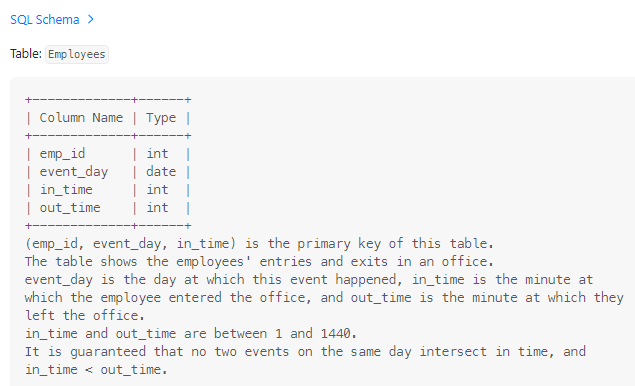 SQL Schema >
Table: Employees
+-------------+------+
| Column Name | Type |
+-------------+------+
| emp_id      | int  |
| event_day   | date |
| in_time     | int  |
| out_time    | int  |
+-------------+------+
(emp_id, event_day, in_time) is the primary key of this table.
The table shows the employees' entries and exits in an office.
event_day is the day at which this event happened, in_time is the minute at
which the employee entered the office, and out_time is the minute at which they
left the office.
in_time and out_time are between 1 and 1440.
It is guaranteed that no two events on the same day intersect in time, and
in_time < out_time.